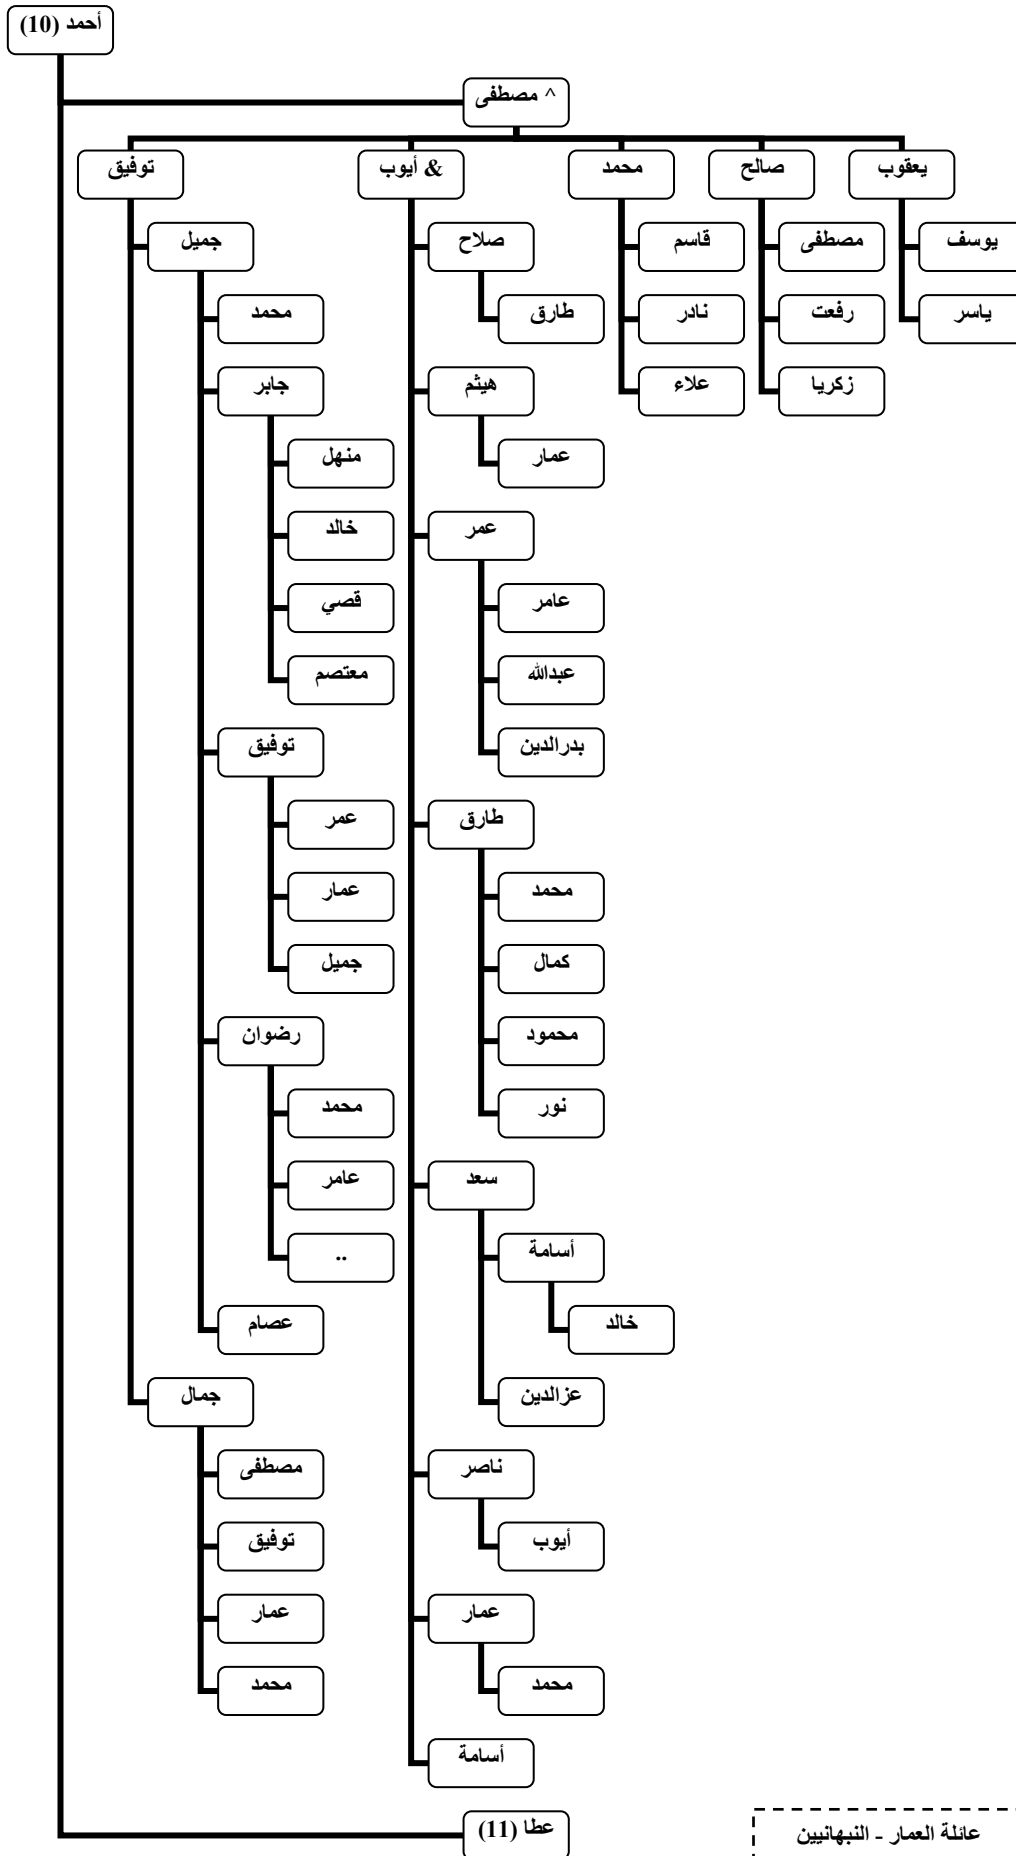 أحمد (10)
^ مصطفى
يعقوب
صالح
محمد
& أيوب
توفيق
يوسف
مصطفى
قاسم
صلاح
جميل
ياسر
رفعت
نادر
طارق
محمد
زكريا
علاء
هيثم
جابر
عمار
منهل
عمر
خالد
عامر
قصي
عبدالله
معتصم
بدرالدين
توفيق
طارق
عمر
محمد
عمار
كمال
جميل
محمود
رضوان
نور
محمد
سعد
عامر
أسامة
..
خالد
عصام
عزالدين
جمال
ناصر
مصطفى
أيوب
توفيق
عمار
عمار
محمد
محمد
أسامة
عطا (11)
عائلة العمار - النبهانيين